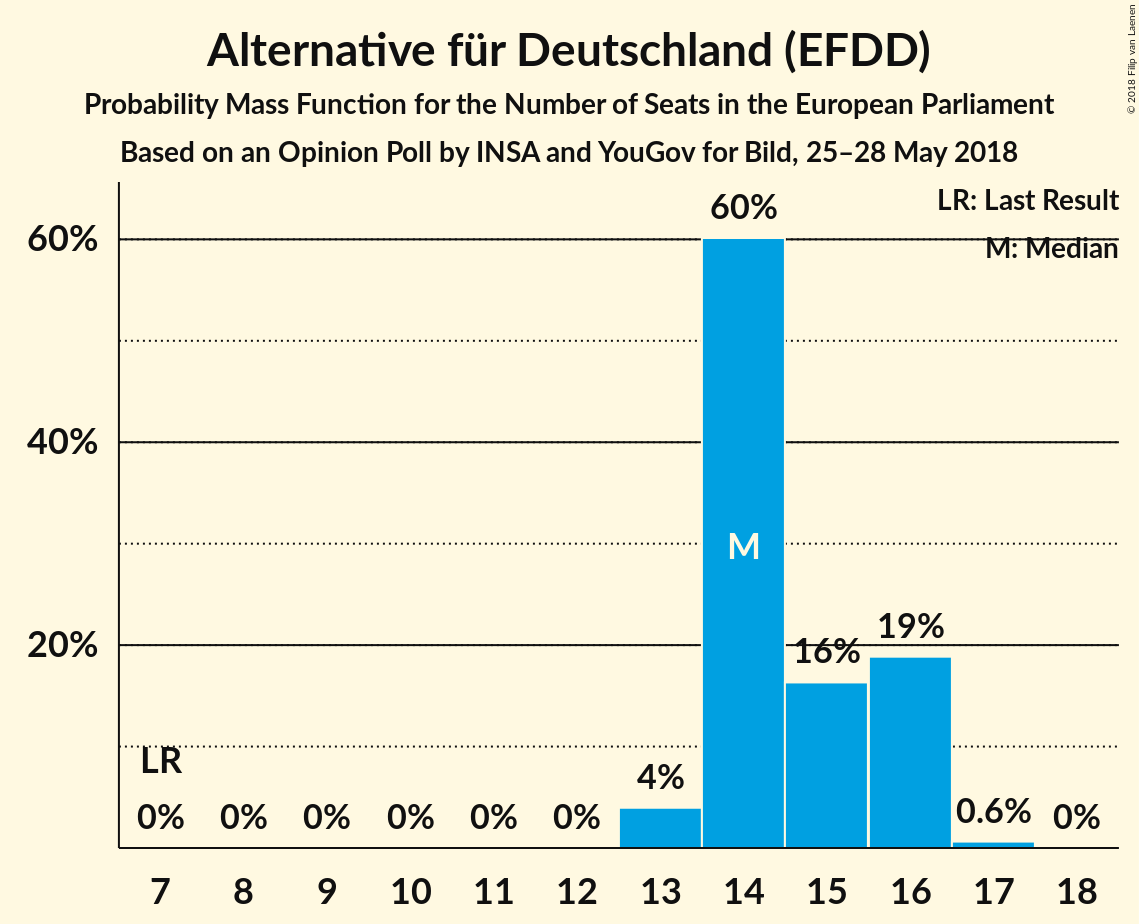 Alternative für Deutschland (EFDD)
Probability Mass Function for the Number of Seats in the European Parliament
Based on an Opinion Poll by INSA and YouGov for Bild, 25–28 May 2018
© 2018 Filip van Laenen
LR: Last Result
M: Median
60%
40%
20%
60%
M
19%
16%
LR
4%
0% 0% 0% 0% 0% 0% 0.6% 0%
7 8 9 10 11 12 13 14 15 16 17 18